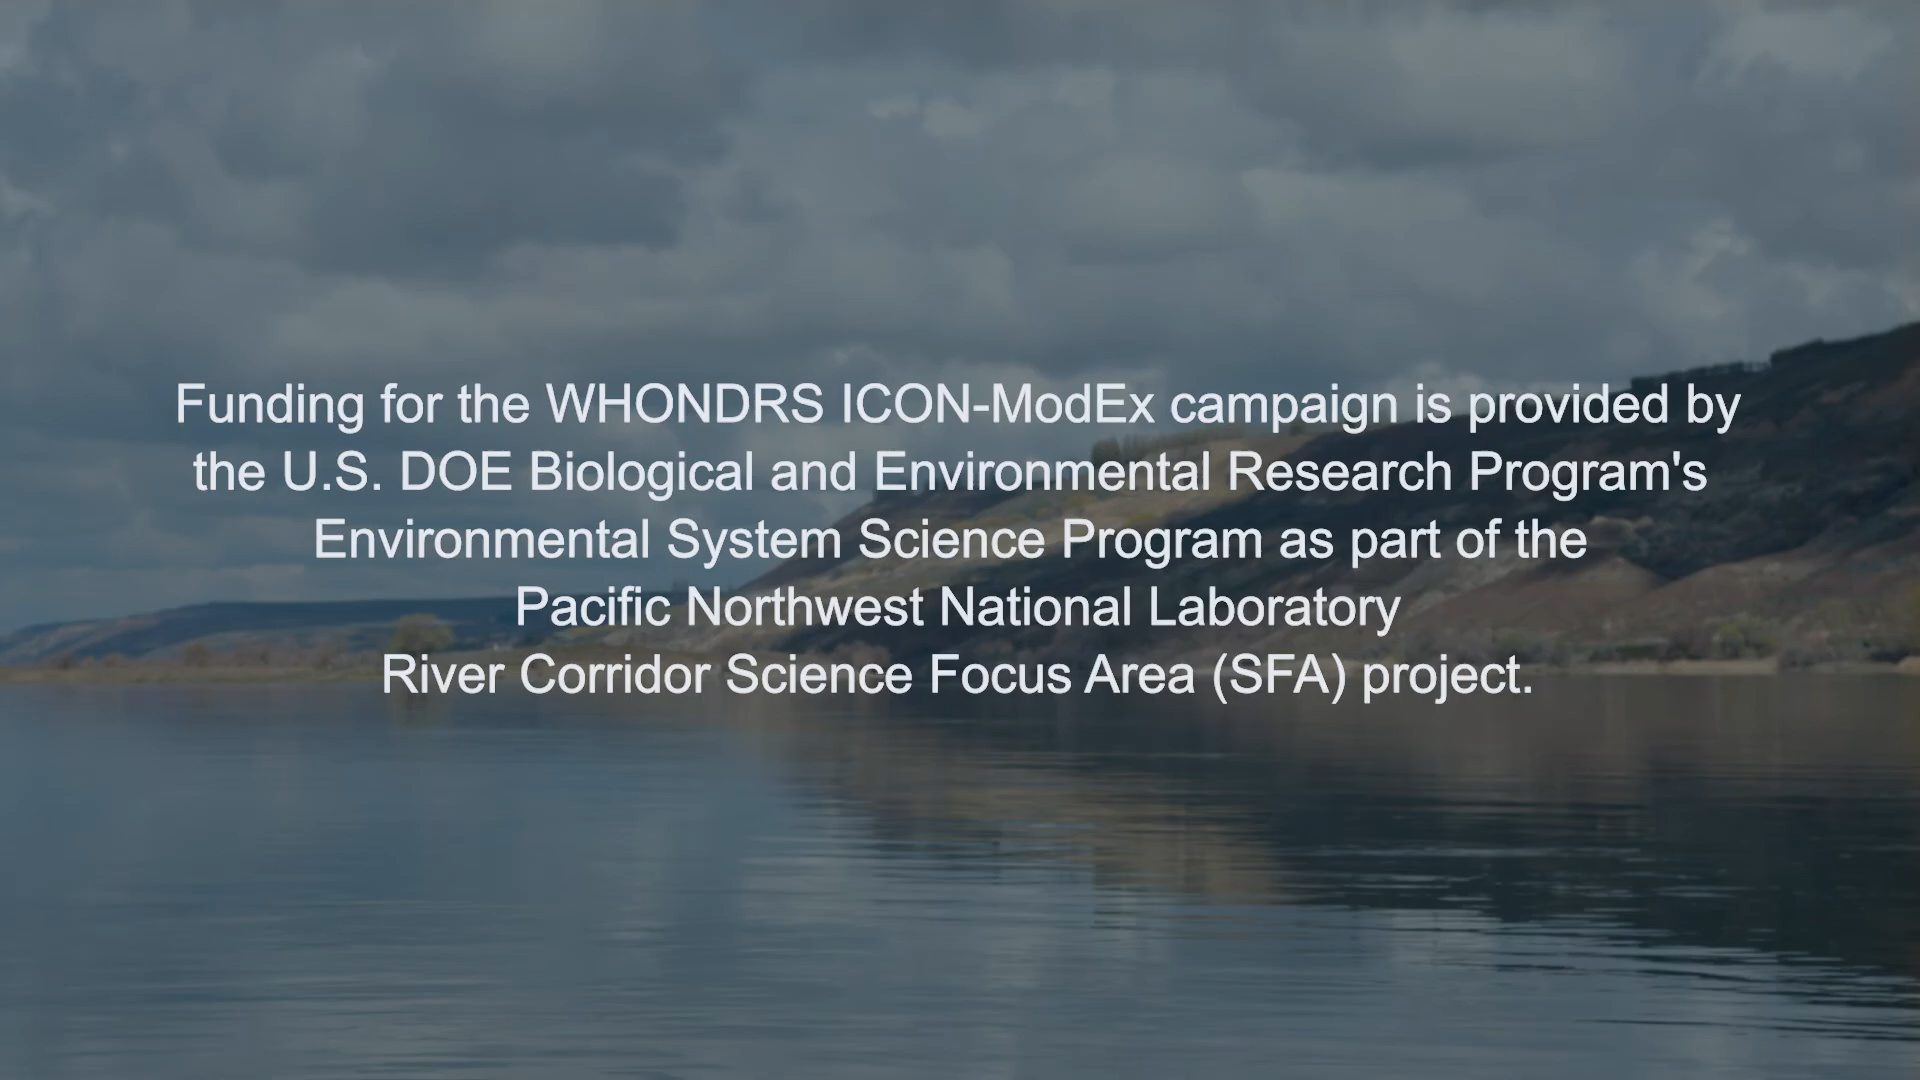 Funding for the WHONDRS ICON-ModEx campaign is provided by
the U.S. DOE Biological and Environmental Research Program's
Environmental System Science Program as part of the
Pacific Northwest National Laboratory
River Corridor Science Focus Area (SFA) project.